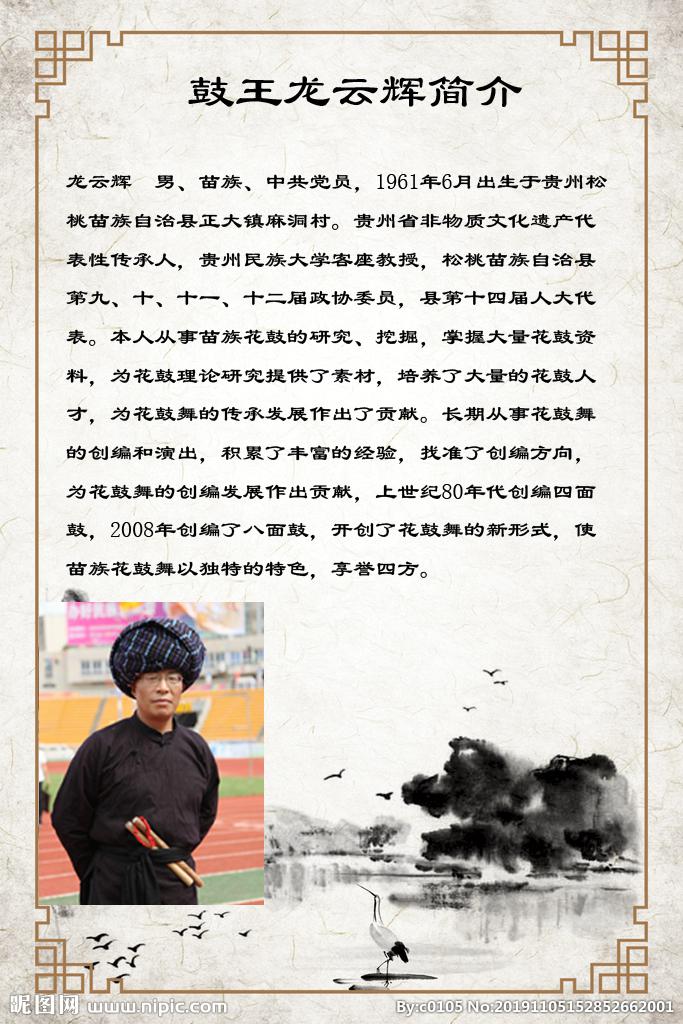 鼓王龙云辉简介
龙云辉　男、苗族、中共党员，1961年6月出生于贵州松
桃苗族自治县正大镇麻洞村。贵州省非物质文化遗产代
表性传承人，贵州民族大学客座教授，松桃苗族自治县
第九、十、十一、十二届政协委员，县第十四届人大代
表。本人从事苗族花鼓的研究、挖掘，掌握大量花鼓资
料，为花鼓理论研究提供了素材，培养了大量的花鼓人
才，为花鼓舞的传承发展作出了贡献。长期从事花鼓舞
的创编和演出，积累了丰富的经验，找准了创编方向，
为花鼓舞的创编发展作出贡献，上世纪80年代创编四面
鼓，2008年创编了八面鼓，开创了花鼓舞的新形式，使
苗族花鼓舞以独特的特色，享誉四方。
昵图网 www.nipic.com
By:c0105 No:20191105152852662001